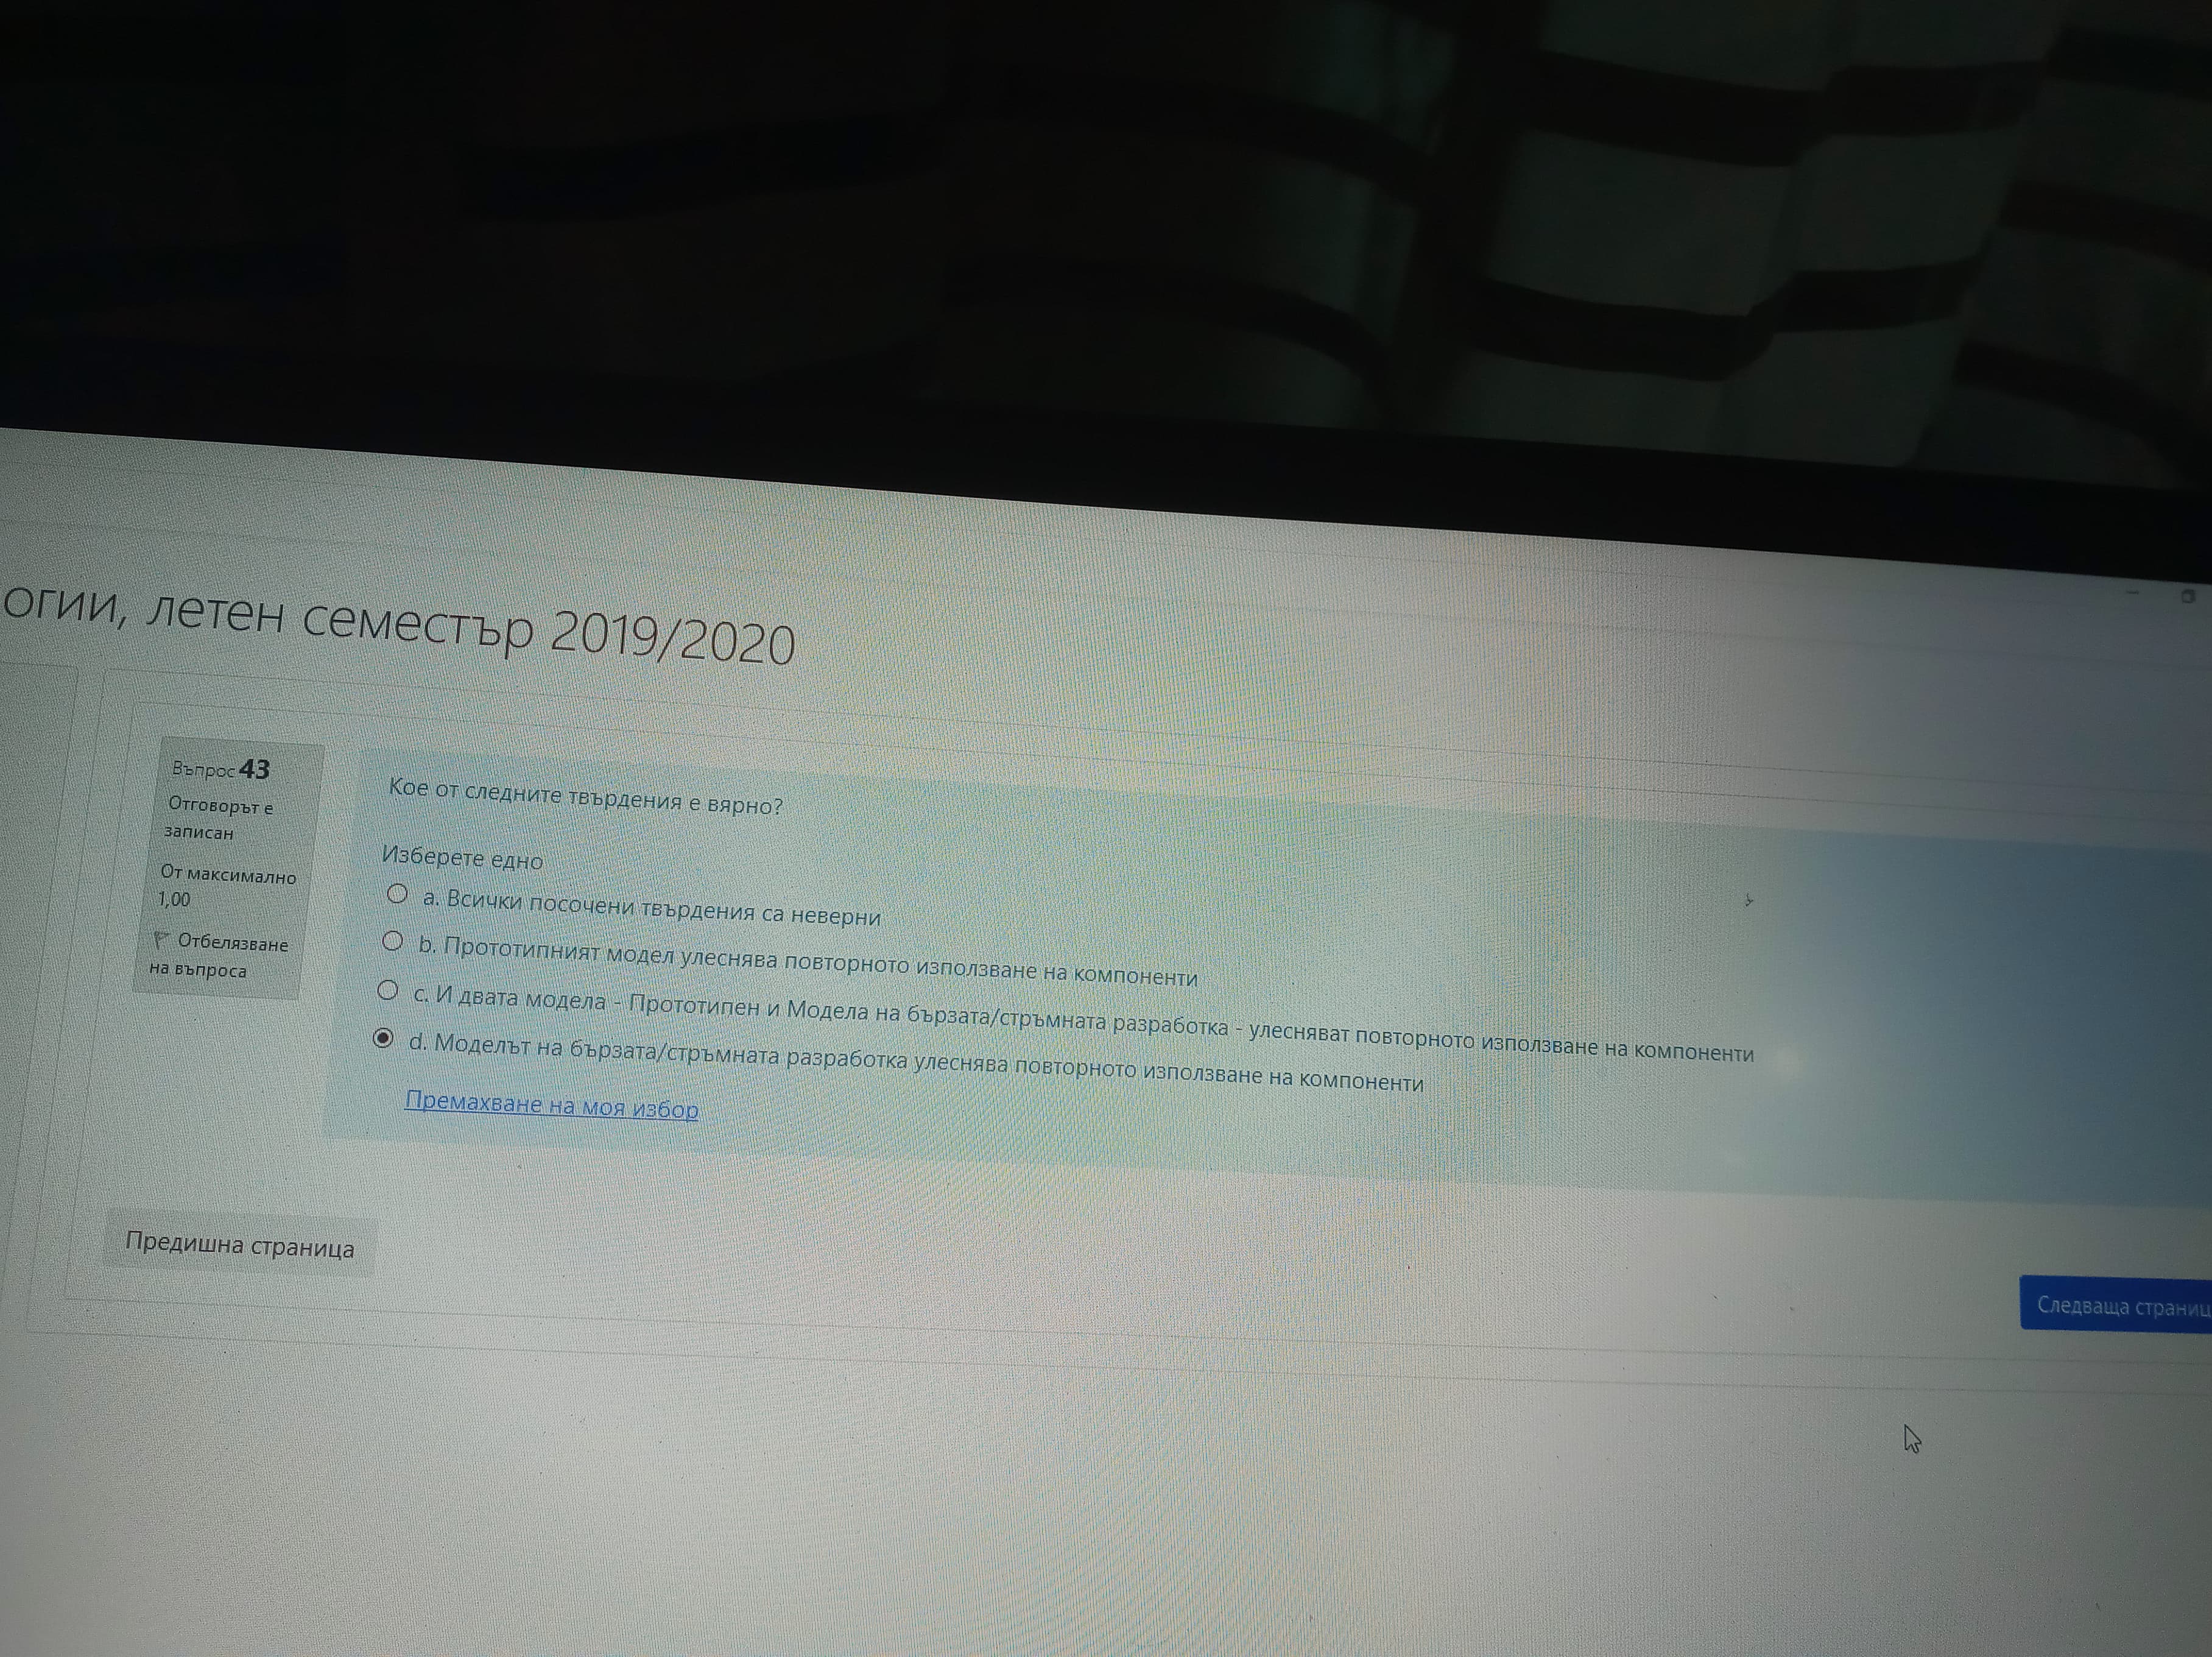 огии, летен семестър 2019/2020
Въпрос 43
Отговорът е
записан
От максимално
1,00
Отбелязване
на въпроса
Кое от следните твърдения е вярно?
Изберете едно
a. Всички посочени твърдения са неверни
b. Прототипният модел улеснява повторното използване на компоненти
c. И двата модела - Прототипен и Модела на бързата/стръмната разработка - улесняват повторното използване на компоненти
d. Моделът на бързата/стръмната разработка улеснява повторното използване на компоненти
Премахване на моя избор
Предишна страница
Следваща страниц